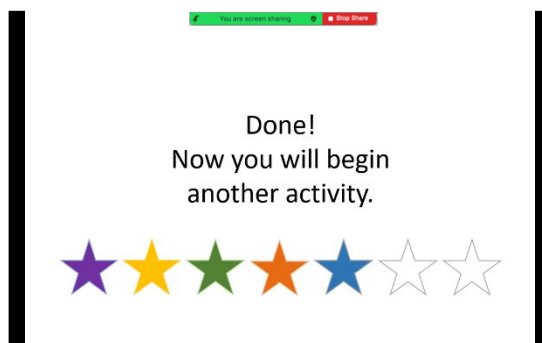 You are screen sharing Stop Share
Done!
Now you will begin
another activity.